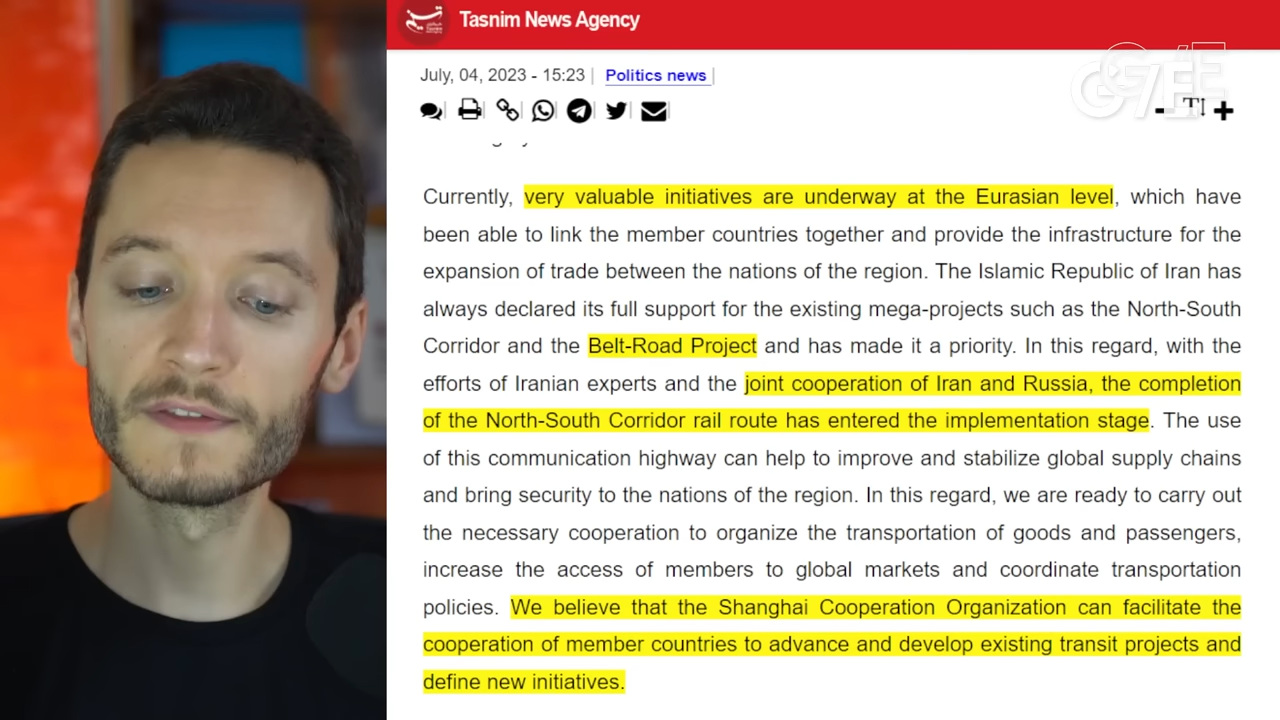 Tasnim News Agency
July, 04, 2023 - 15:23 | Politics news |
- T +
Currently, very valuable initiatives are underway at the Eurasian level, which have
been able to link the member countries together and provide the infrastructure for the
expansion of trade between the nations of the region. The Islamic Republic of Iran has
always declared its full support for the existing mega-projects such as the North-South
Corridor and the Belt-Road Project and has made it a priority. In this regard, with the
efforts of Iranian experts and the joint cooperation of Iran and Russia, the completion
of the North-South Corridor rail route has entered the implementation stage. The use
of this communication highway can help to improve and stabilize global supply chains
and bring security to the nations of the region. In this regard, we are ready to carry out
the necessary cooperation to organize the transportation of goods and passengers,
increase the access of members to global markets and coordinate transportation
policies. We believe that the Shanghai Cooperation Organization can facilitate the
cooperation of member countries to advance and develop existing transit projects and
define new initiatives.